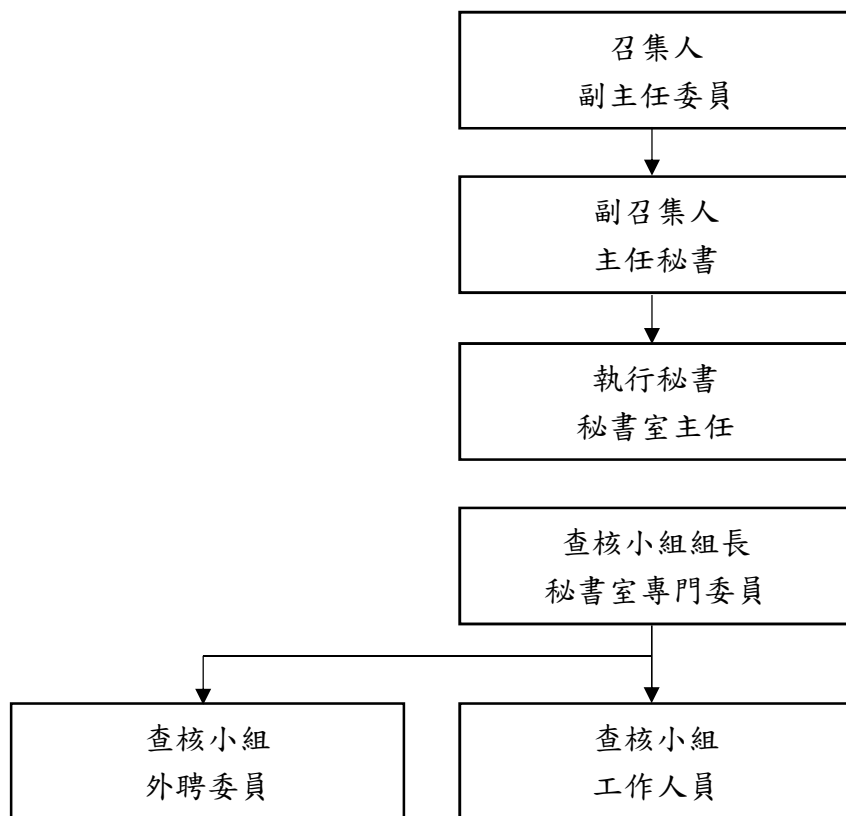 召集人
副主任委員
副召集人
主任秘書
執行秘書
秘書室主任
查核小組組長
秘書室專門委員
查核小組
外聘委員
查核小組
工作人員